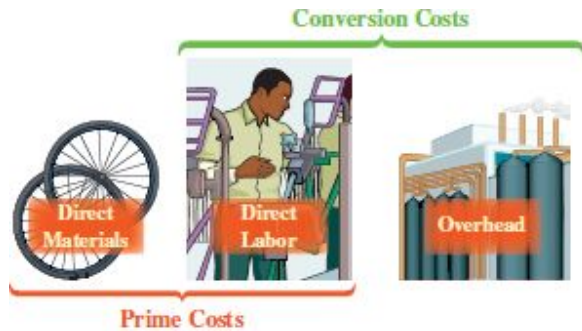 Conversion Costs
Direct
Materials
Direct
Labor
Overhead
Prime Costs